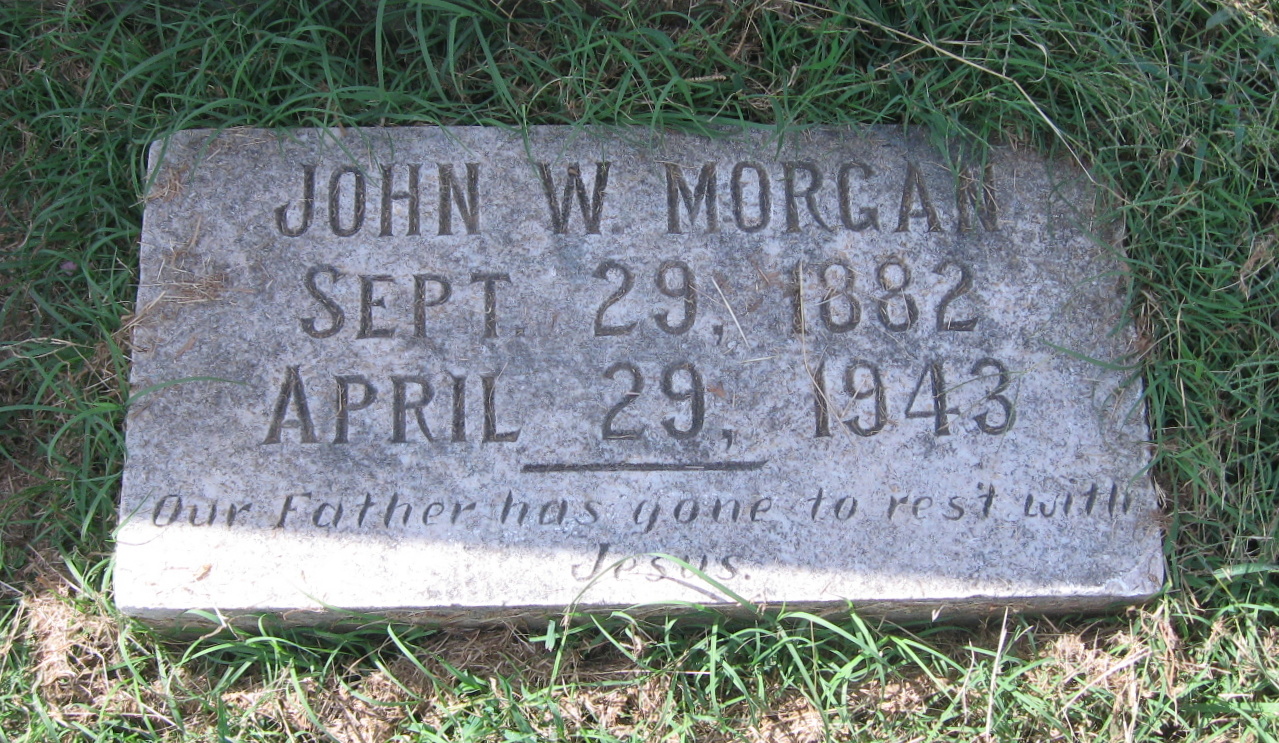 JOHN W. MORGAN
SEPT. 29, 1882
APRIL 29, 1943
Our Father has gone to rest with
Jesus.